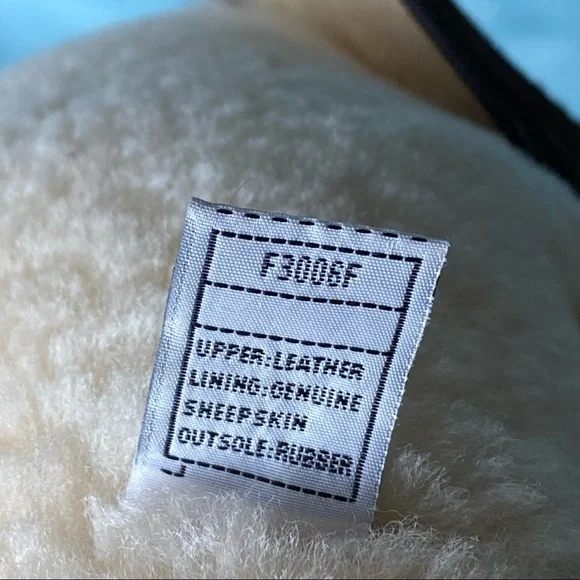 F3006F
UPPER:LEATHER
LINING:GENUINE
SHEEPSKIN
OUTSOLE:RUBBER